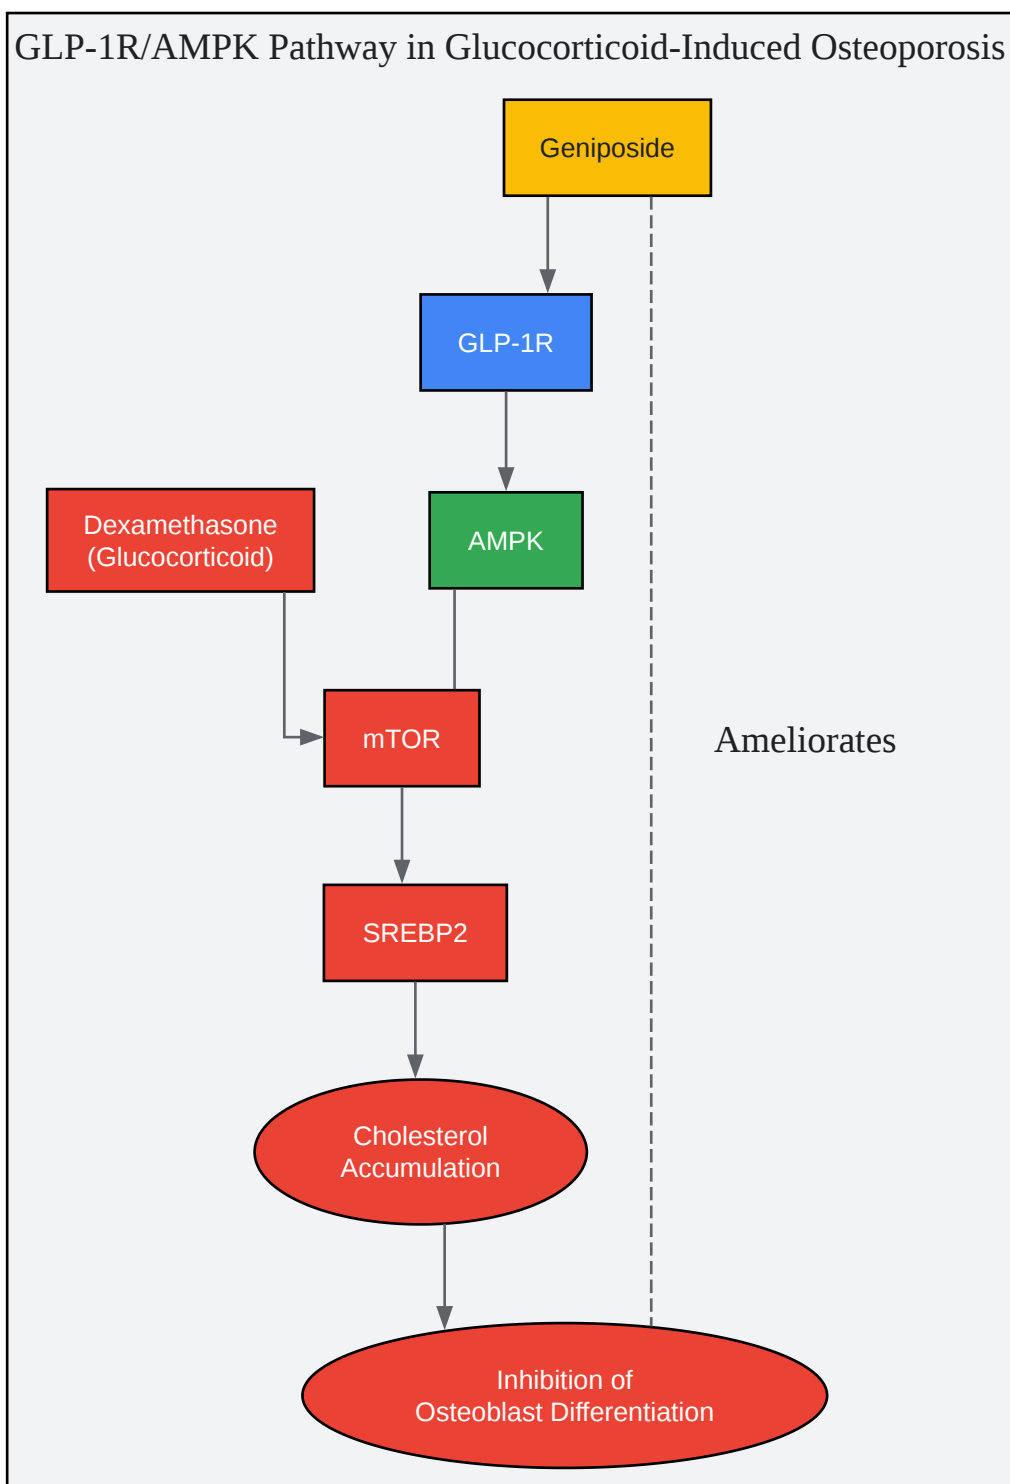 GLP-1R/AMPK Pathway in Glucocorticoid-Induced Osteoporosis
Geniposide
GLP-1R
Dexamethasone
(Glucocorticoid)
AMPK
mTOR
Ameliorates
SREBP2
Cholesterol
Accumulation
Inhibition of
Osteoblast Differentiation